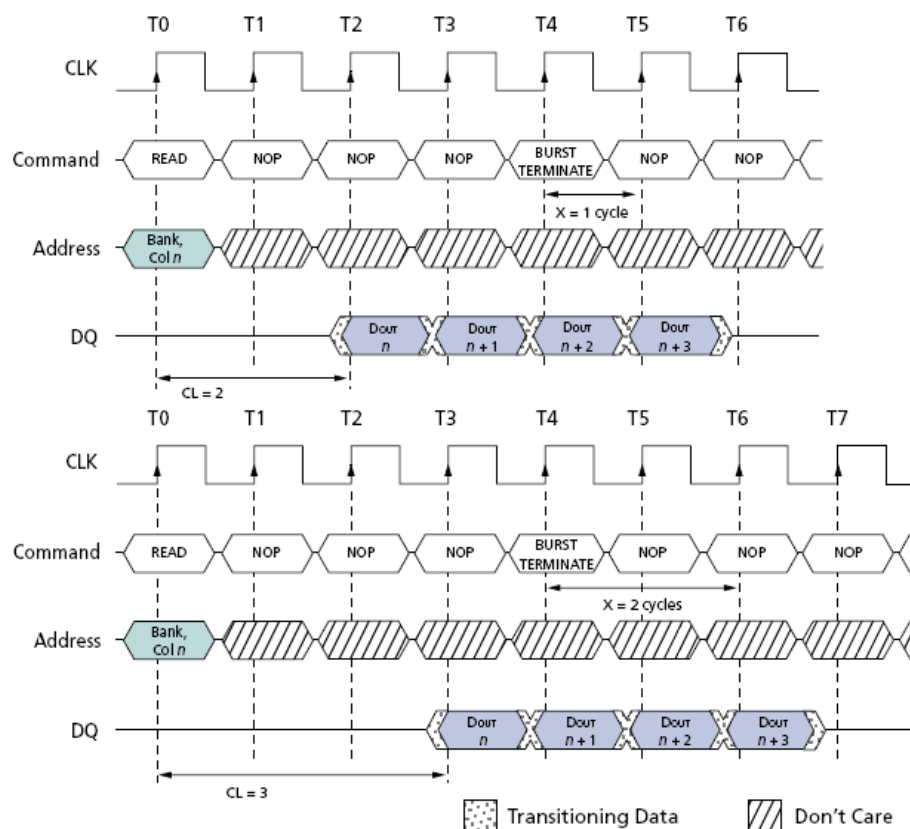 T0 T1 T2 T3 T4 T5 T6
CLK
Command READ NOP NOP NOP BURST TERMINATE NOP NOP
X = 1 cycle
Address Bank, Col n
DQ DOUT n DOUT n + 1 DOUT n + 2 DOUT n + 3
CL = 2
T0 T1 T2 T3 T4 T5 T6 T7
CLK
Command READ NOP NOP NOP BURST TERMINATE NOP NOP NOP
X = 2 cycles
Address Bank, Col n
DQ DOUT n DOUT n + 1 DOUT n + 2 DOUT n + 3
CL = 3
Transitioning Data Don't Care